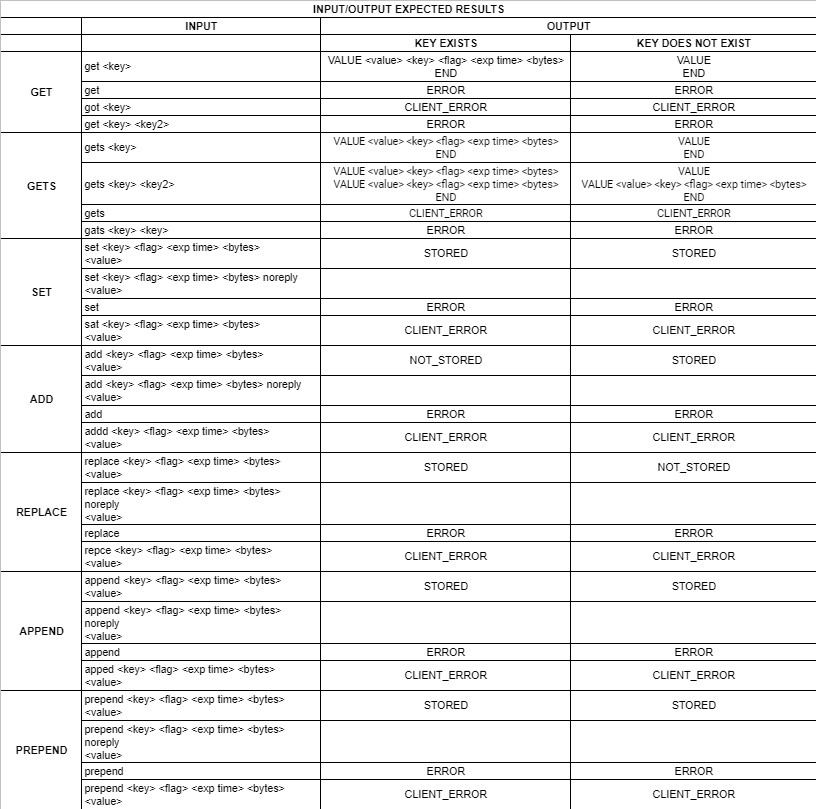 INPUT/OUTPUT EXPECTED RESULTS
INPUT OUTPUT
KEY EXISTS KEY DOES NOT EXIST
GET
get <key> VALUE <value> <key> <flag> <exp time> <bytes> VALUE
END END
get ERROR ERROR
got <key> CLIENT_ERROR CLIENT_ERROR
get <key> <key2> ERROR ERROR
GETS
gets <key> VALUE <value> <key> <flag> <exp time> <bytes> VALUE
END END
gets <key> <key2> VALUE <value> <key> <flag> <exp time> <bytes> VALUE
VALUE <value> <key> <flag> <exp time> <bytes> VALUE <value> <key> <flag> <exp time> <bytes>
END END
gets CLIENT_ERROR CLIENT_ERROR
gats <key> <key> ERROR ERROR
SET
set <key> <flag> <exp time> <bytes>
<value> STORED STORED
set <key> <flag> <exp time> <bytes> noreply
<value>
set ERROR ERROR
sat <key> <flag> <exp time> <bytes>
<value> CLIENT_ERROR CLIENT_ERROR
ADD
add <key> <flag> <exp time> <bytes>
<value> NOT_STORED STORED
add <key> <flag> <exp time> <bytes> noreply
<value>
add ERROR ERROR
addd <key> <flag> <exp time> <bytes>
<value> CLIENT_ERROR CLIENT_ERROR
REPLACE
replace <key> <flag> <exp time> <bytes>
<value> STORED NOT_STORED
replace <key> <flag> <exp time> <bytes>
noreply
<value>
replace ERROR ERROR
repce <key> <flag> <exp time> <bytes>
<value> CLIENT_ERROR CLIENT_ERROR
APPEND
append <key> <flag> <exp time> <bytes>
<value> STORED STORED
append <key> <flag> <exp time> <bytes>
noreply
<value>
append ERROR ERROR
apped <key> <flag> <exp time> <bytes>
<value> CLIENT_ERROR CLIENT_ERROR
PREPEND
prepend <key> <flag> <exp time> <bytes>
<value> STORED STORED
prepend <key> <flag> <exp time> <bytes>
noreply
<value>
prepend ERROR ERROR
prepend <key> <flag> <exp time> <bytes>
<value> CLIENT_ERROR CLIENT_ERROR